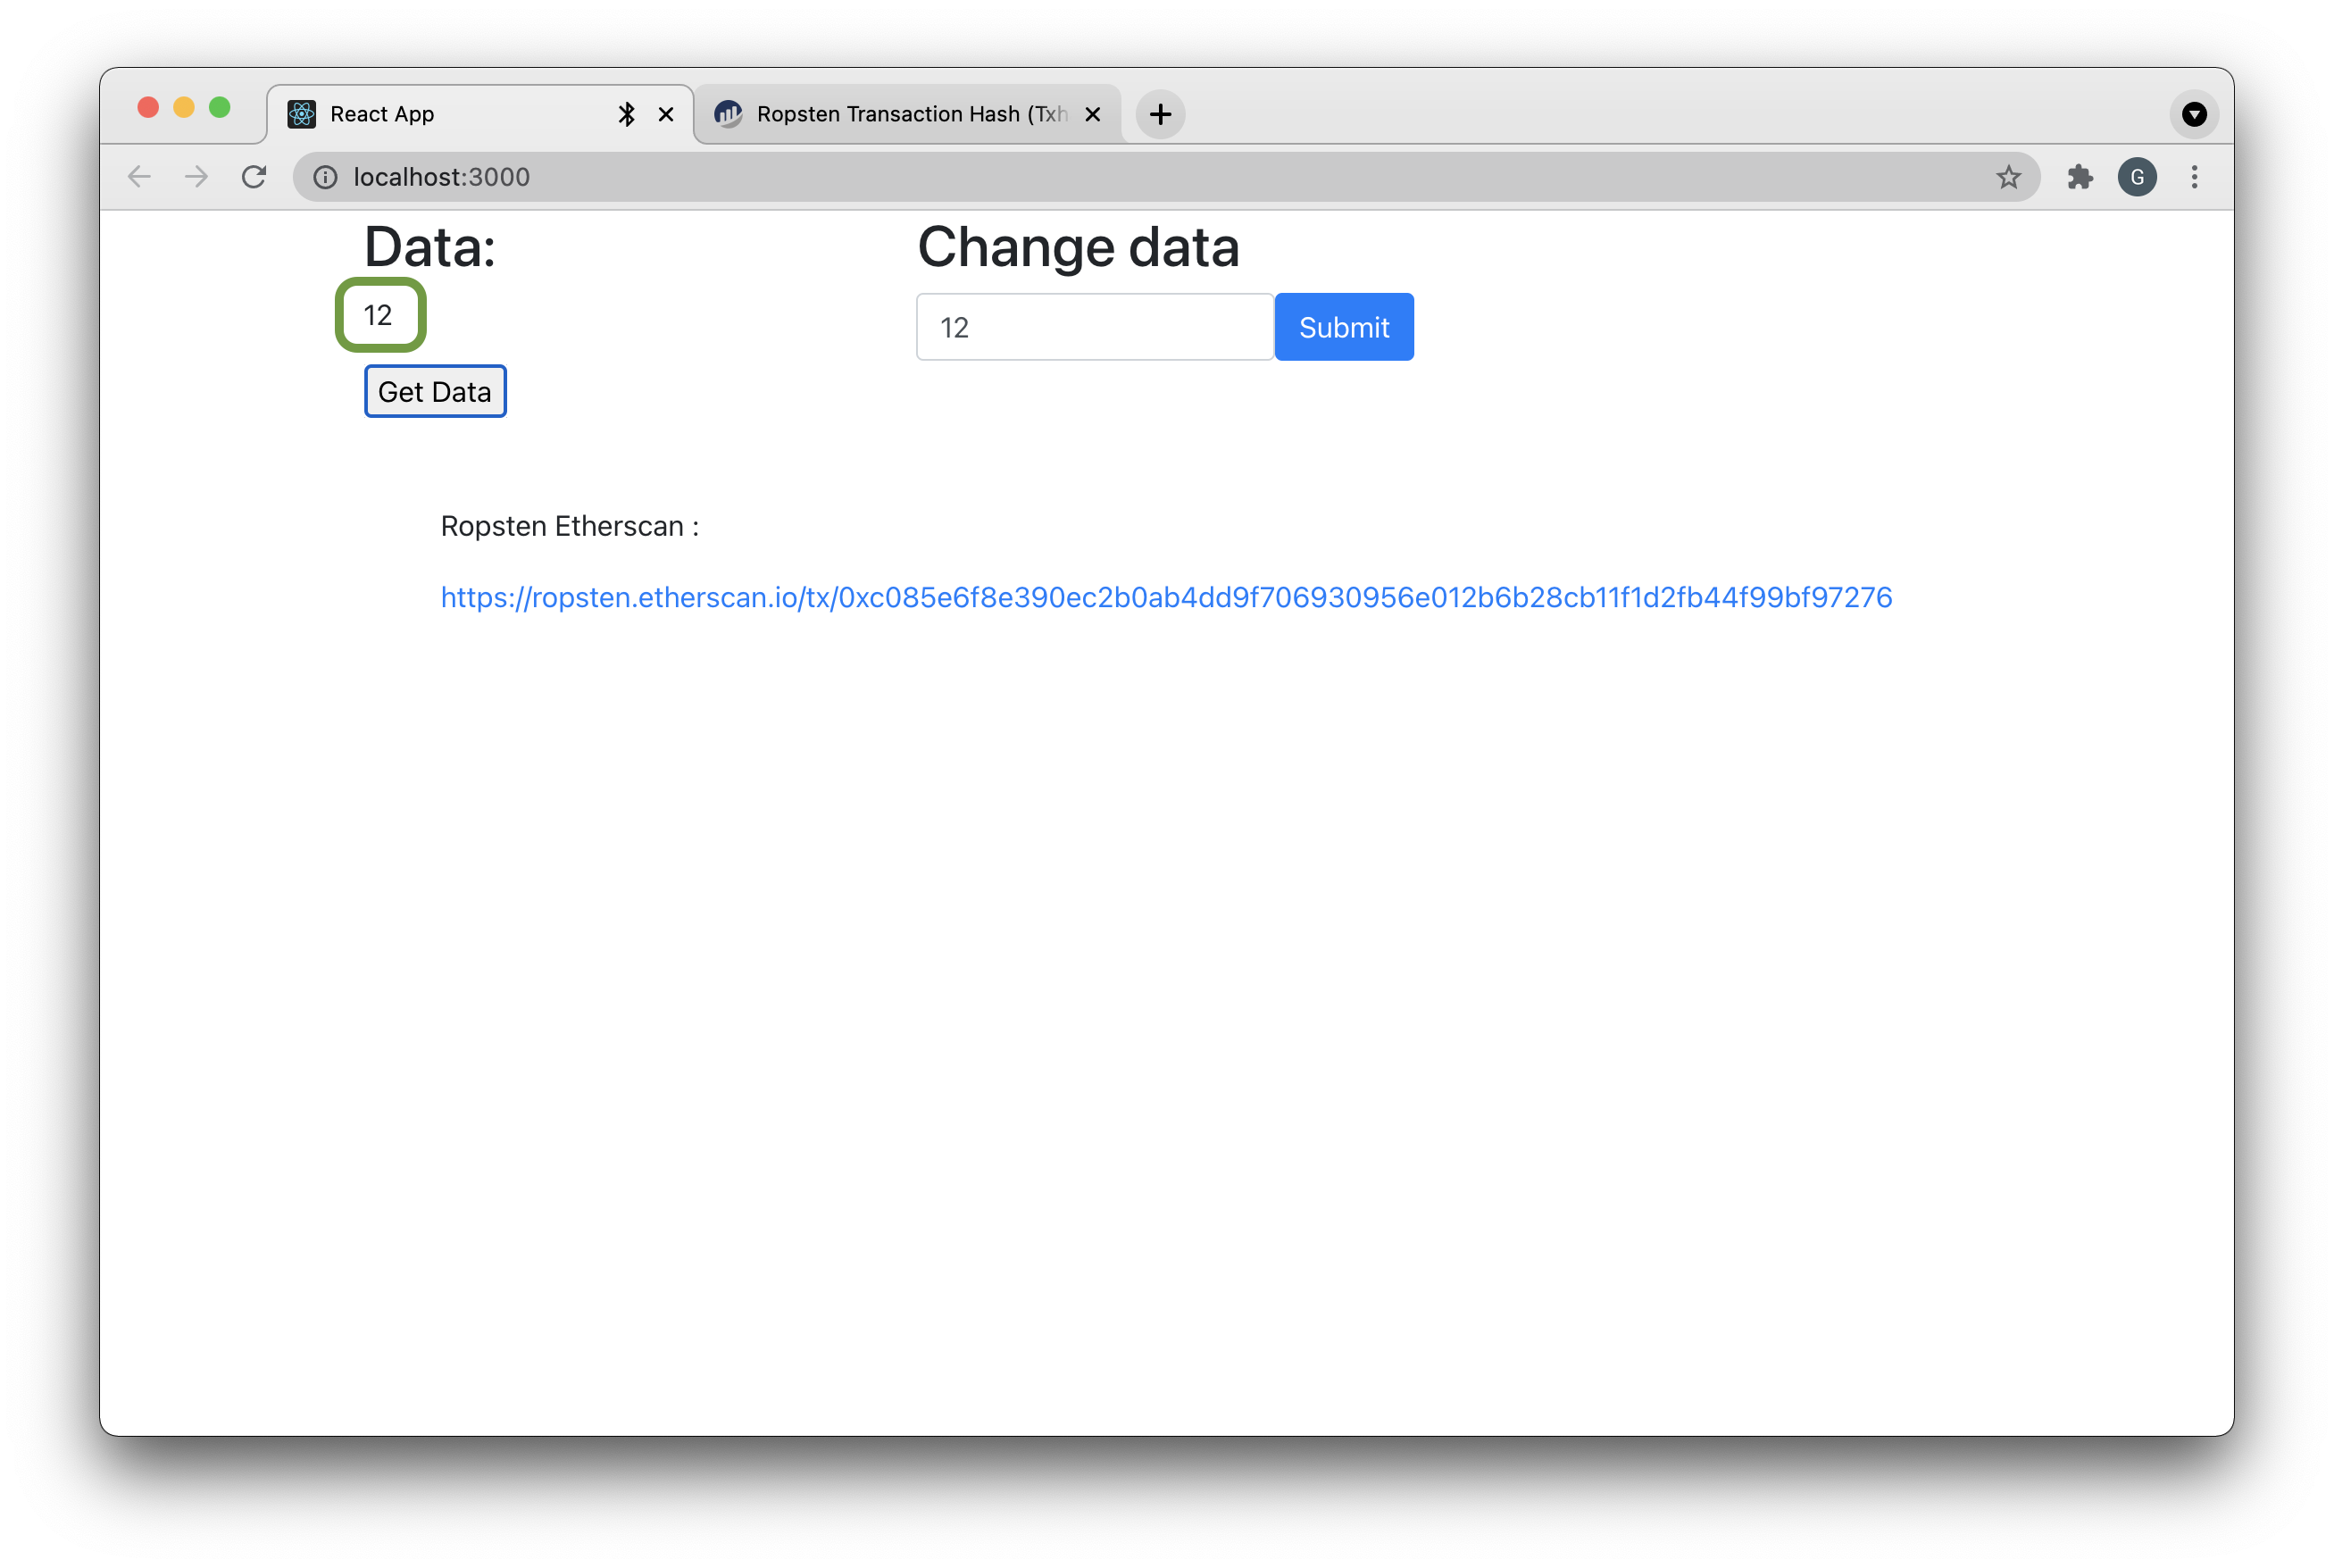 React App
Ropsten Transaction Hash (Txh
localhost:3000
G
Data:
Change data
12
12
Submit
Get Data
Ropsten Etherscan :
https://ropsten.etherscan.io/tx/0xc085e6f8e390ec2b0ab4dd9f706930956e012b6b28cb11f1d2fb44f99bf97276